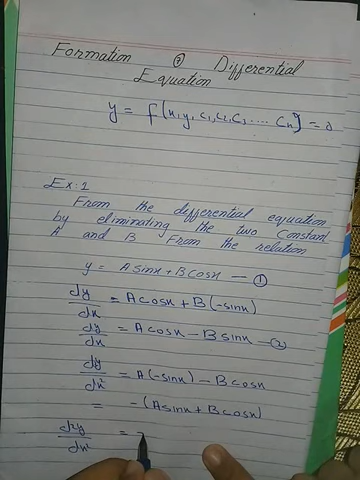 Formation of Differential
Equation
y = f(x,y,c₁,c₂,c₃ .... cₙ) = 0
Ex:1
From the differential equation
by eliminating the two Constant
A and B From the relation
y = A sinx + B cosx — ①
dy/dx = A cosx + B(-sinx)
dy/dx = A cosx - B sinx — ②
dy/dx² = A(-sinx) - B cosx
= -(A sinx + B cosx)
d²y/dx² =